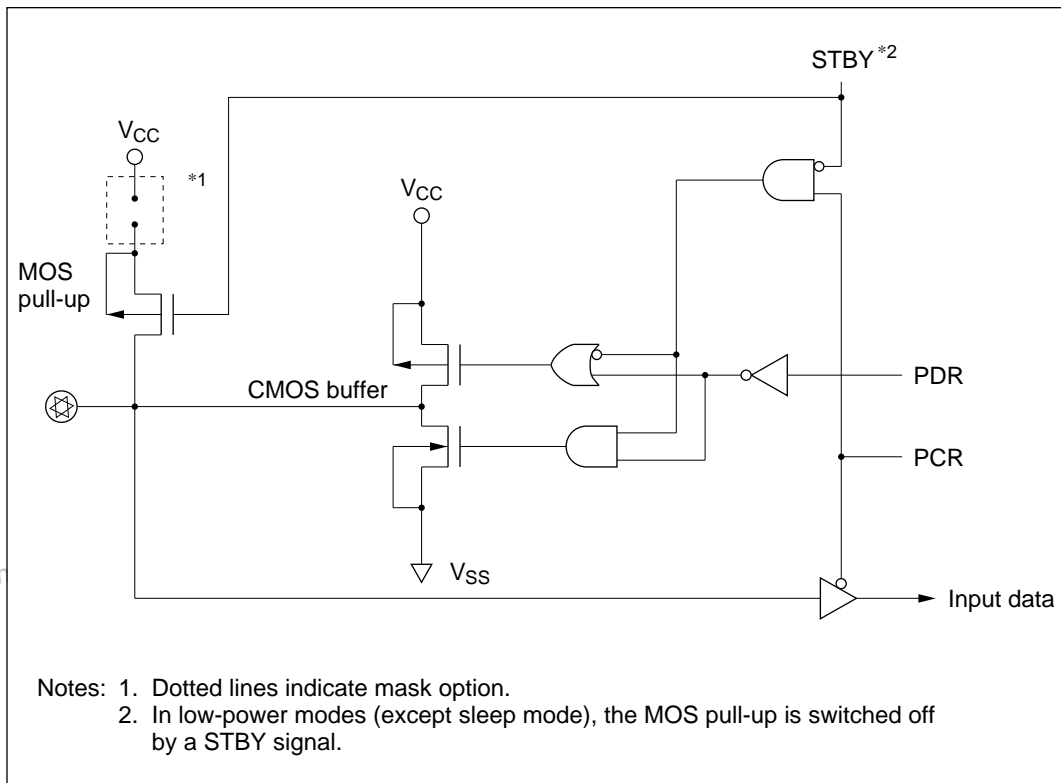 STBY *2
VCC
*1
VCC
MOS
pull-up
PDR
CMOS buffer
PCR
VSS
Input data
Notes: 1. Dotted lines indicate mask option.
2. In low-power modes (except sleep mode), the MOS pull-up is switched off
by a STBY signal.